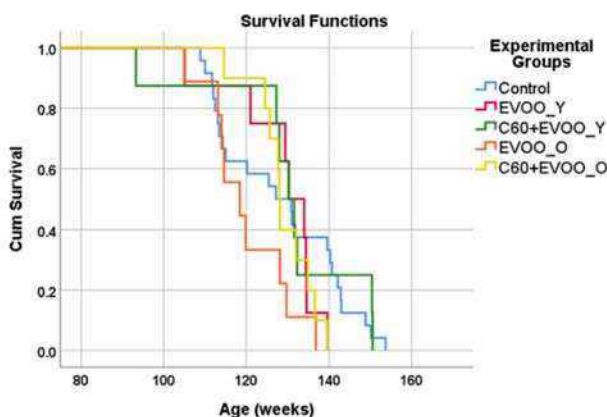 Survival Functions
Experimental
Groups
Control
EVOO_Y
C60+EVOO_Y
EVOO_O
C60+EVOO_O
Cum Survival
1.0
0.8
0.6
0.4
0.2
0.0
80 100 120 140 160
Age (weeks)